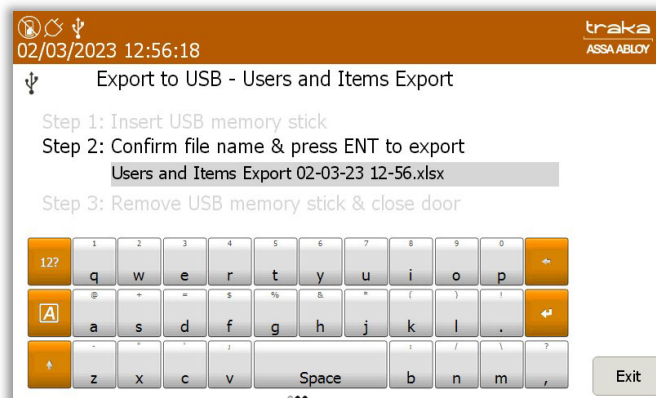 traka
02/03/2023 12:56:18
ASSA ABLOY
Export to USB - Users and Items Export
Step 1: Insert USB memory stick
Step 2: Confirm file name & press ENT to export
Users and Items Export 02-03-23 12-56.xlsx
Step 3: Remove USB memory stick & close door
1 2 3 4 5 6 7 8 9 0
12? q w e r t y u i o p
@ + = $ % & * ( ) !
A a s d f g h j k l .
- " ' ; : / \ ?
z x c v Space b n m ,
Exit